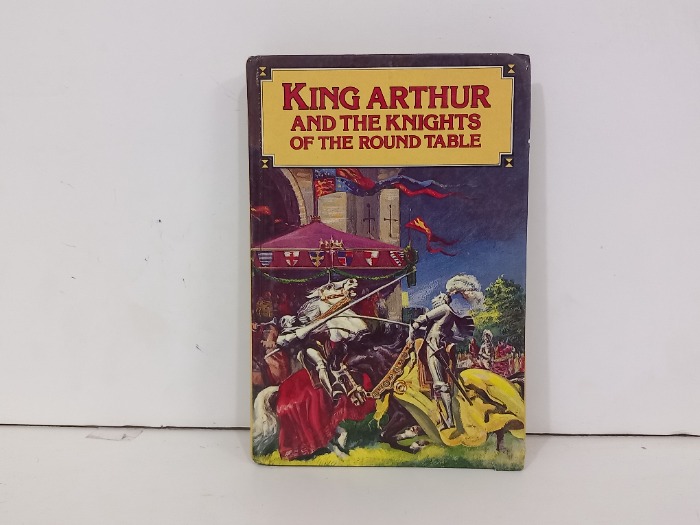 KING ARTHUR
AND THE KNIGHTS
OF THE ROUND TABLE